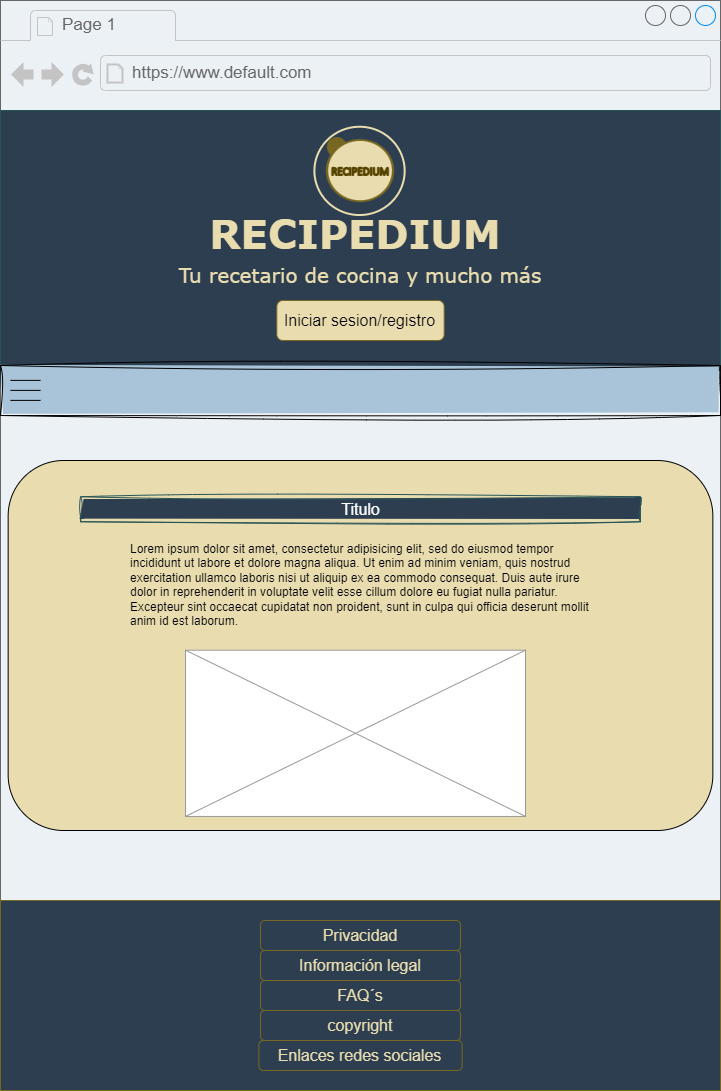 Page 1
https://www.default.com
RECIPEDIUM
RECIPEDIUM
Tu recetario de cocina y mucho más
Iniciar sesion/registro
Titulo
Lorem ipsum dolor sit amet, consectetur adipisicing elit, sed do eiusmod tempor
incididunt ut labore et dolore magna aliqua. Ut enim ad minim veniam, quis nostrud
exercitation ullamco laboris nisi ut aliquip ex ea commodo consequat. Duis aute irure
dolor in reprehenderit in voluptate velit esse cillum dolore eu fugiat nulla pariatur.
Excepteur sint occaecat cupidatat non proident, sunt in culpa qui officia deserunt mollit
anim id est laborum.
Privacidad
Información legal
FAQ´s
copyright
Enlaces redes sociales